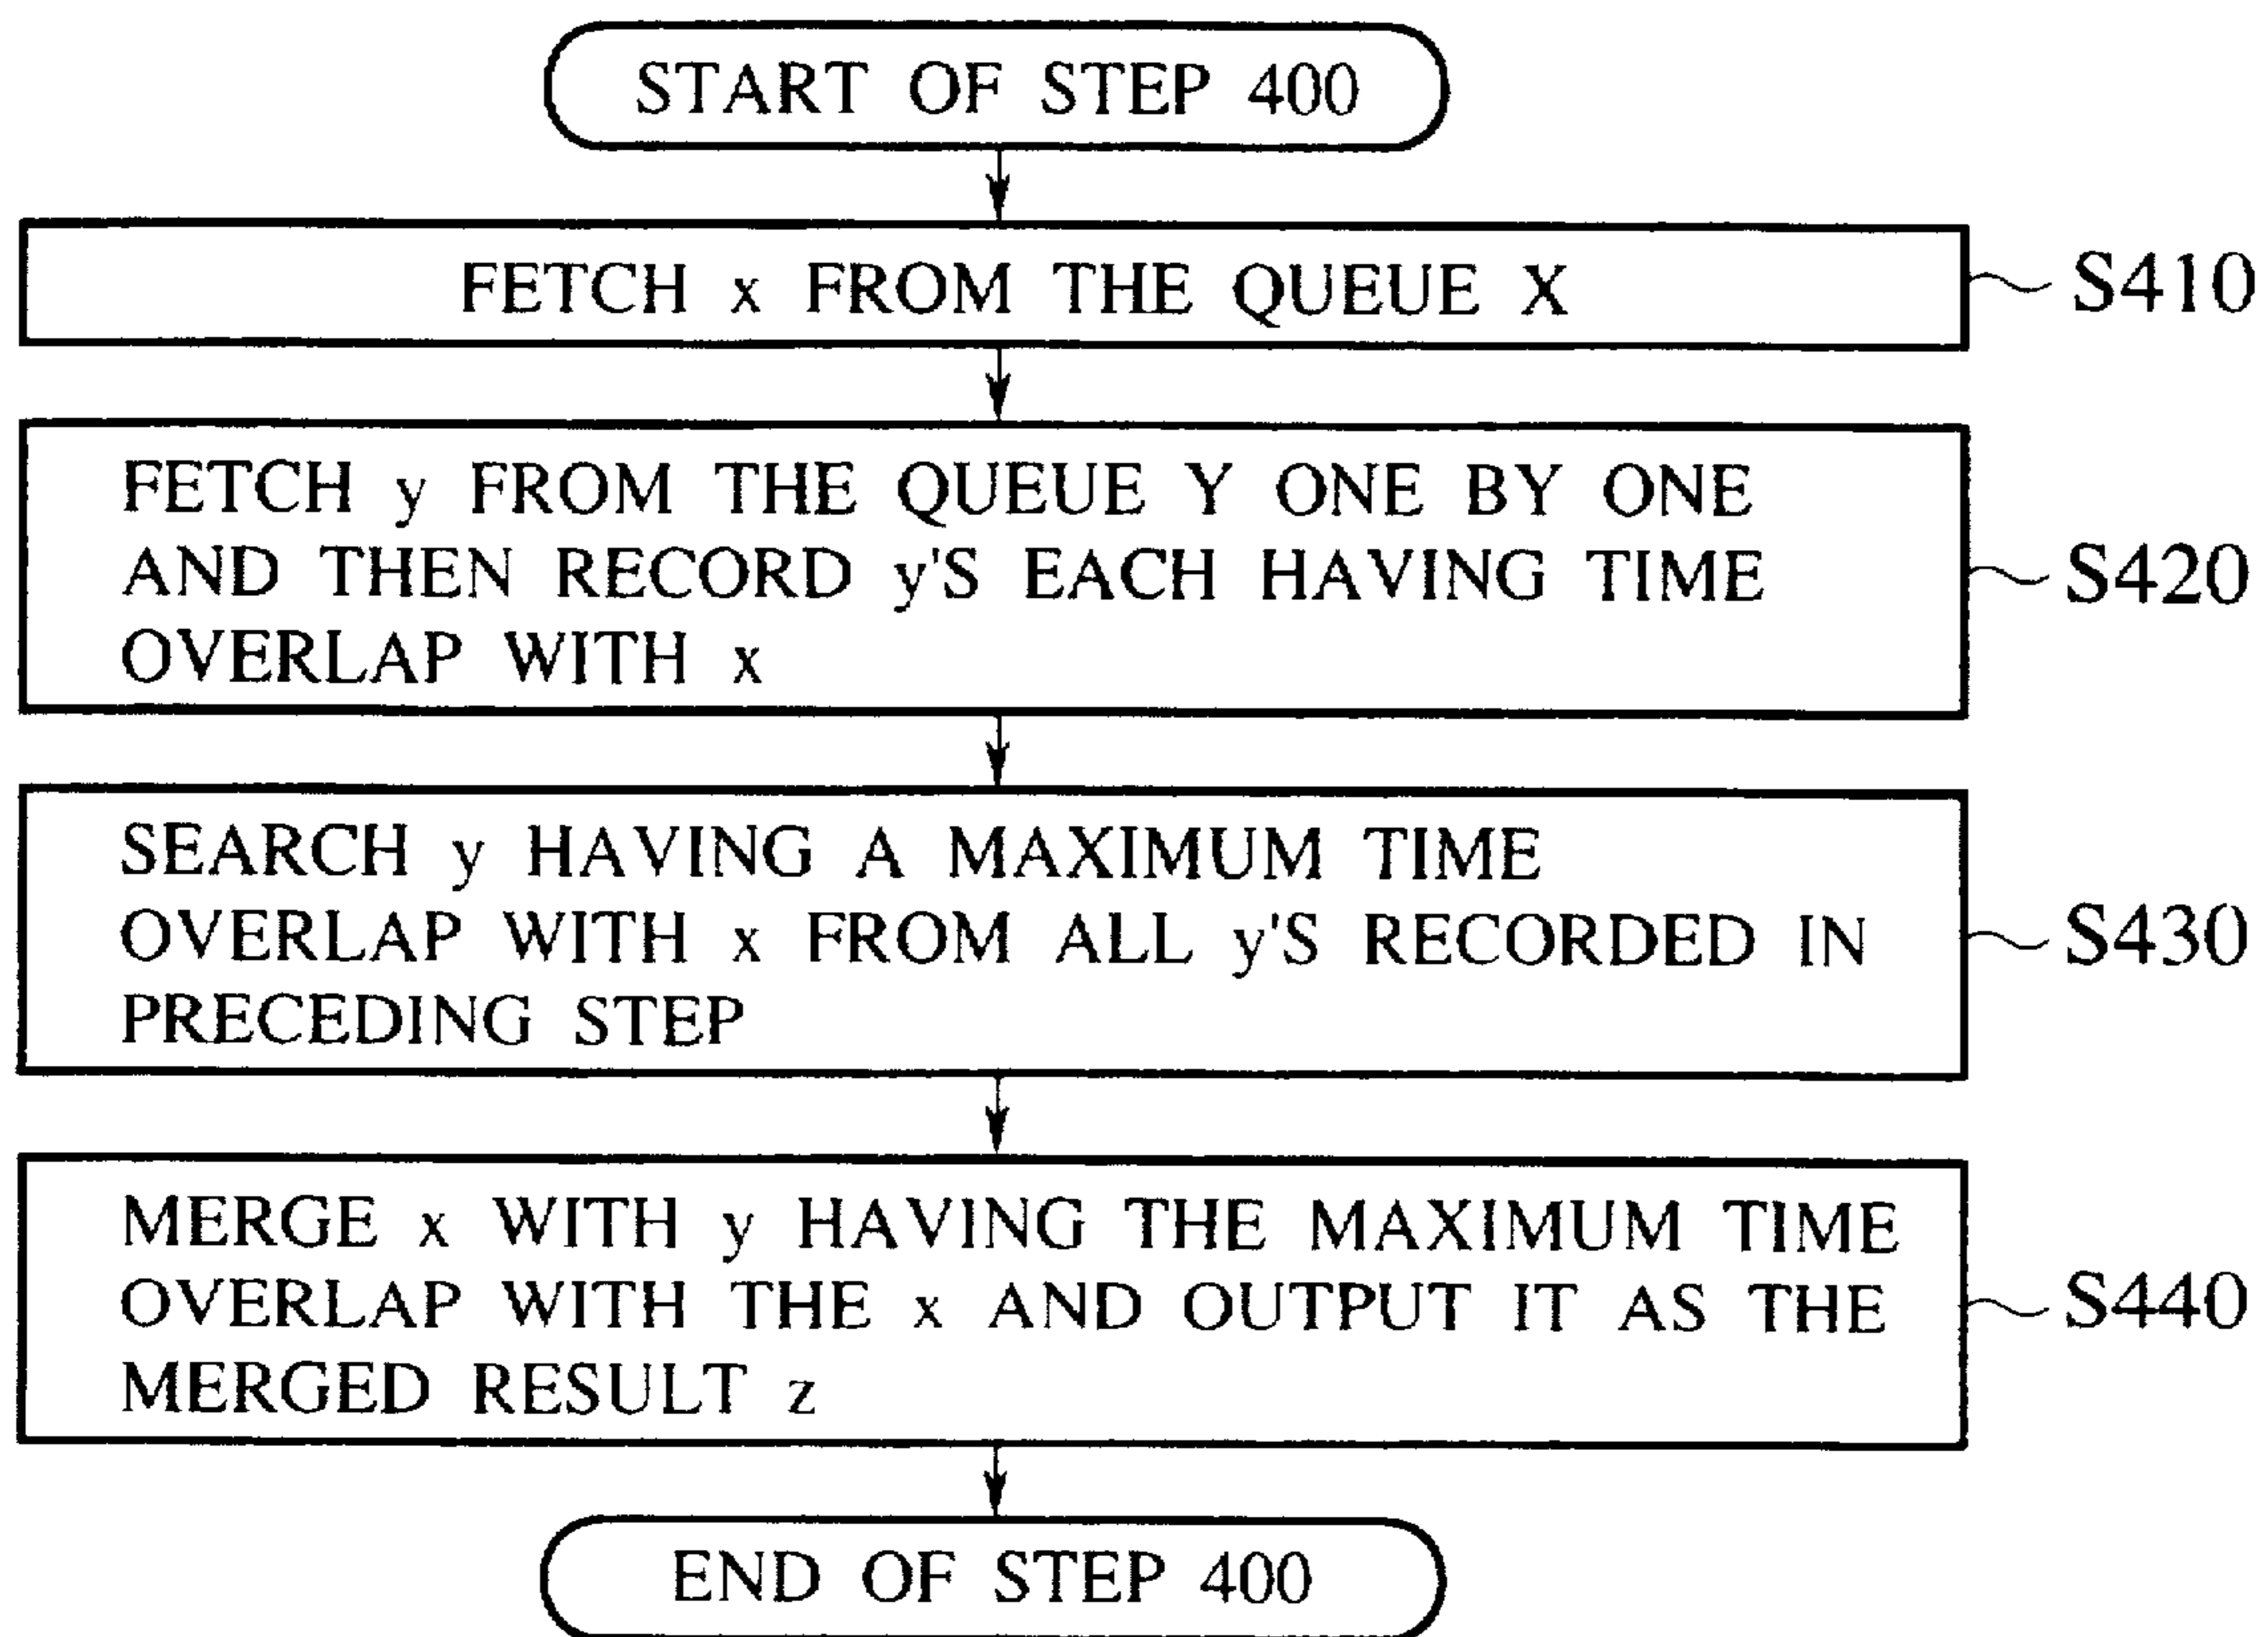 START OF STEP 400
FETCH x FROM THE QUEUE X
S410
FETCH y FROM THE QUEUE Y ONE BY ONE
AND THEN RECORD y'S EACH HAVING TIME
OVERLAP WITH x
S420
SEARCH y HAVING A MAXIMUM TIME
OVERLAP WITH x FROM ALL y'S RECORDED IN
PRECEDING STEP
S430
MERGE x WITH y HAVING THE MAXIMUM TIME
OVERLAP WITH THE x AND OUTPUT IT AS THE
MERGED RESULT z
S440
END OF STEP 400